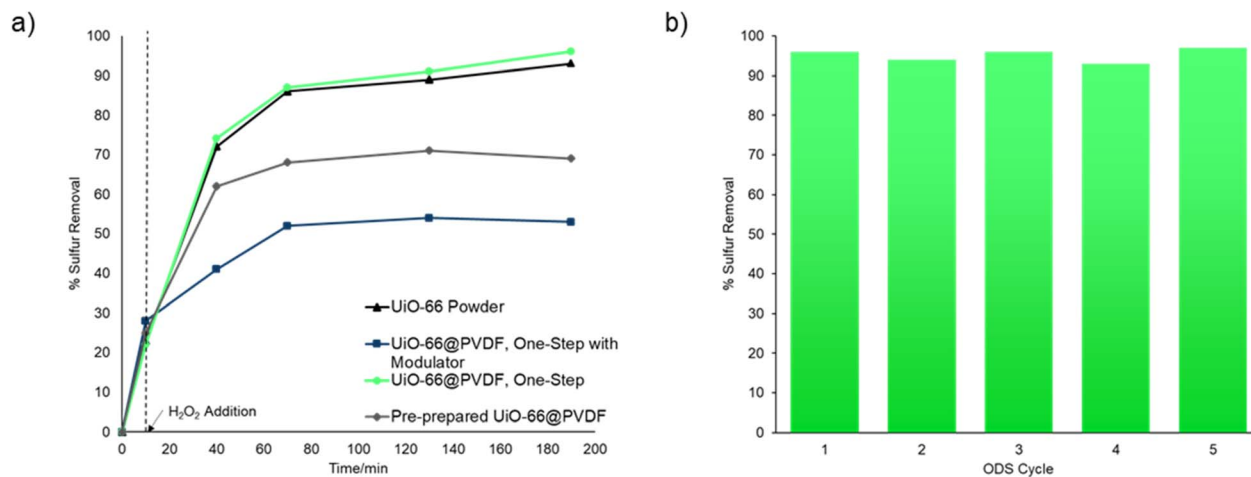 a)
% Sulfur Removal
100
90
80
70
60
50
40
30
20
10
0
0 20 40 60 80 100 120 140 160 180 200
Time/min
H₂O₂ Addition
UiO-66 Powder
UiO-66@PVDF, One-Step with
Modulator
UiO-66@PVDF, One-Step
Pre-prepared UiO-66@PVDF
b)
% Sulfur Removal
100
90
80
70
60
50
40
30
20
10
0
1 2 3 4 5
ODS Cycle